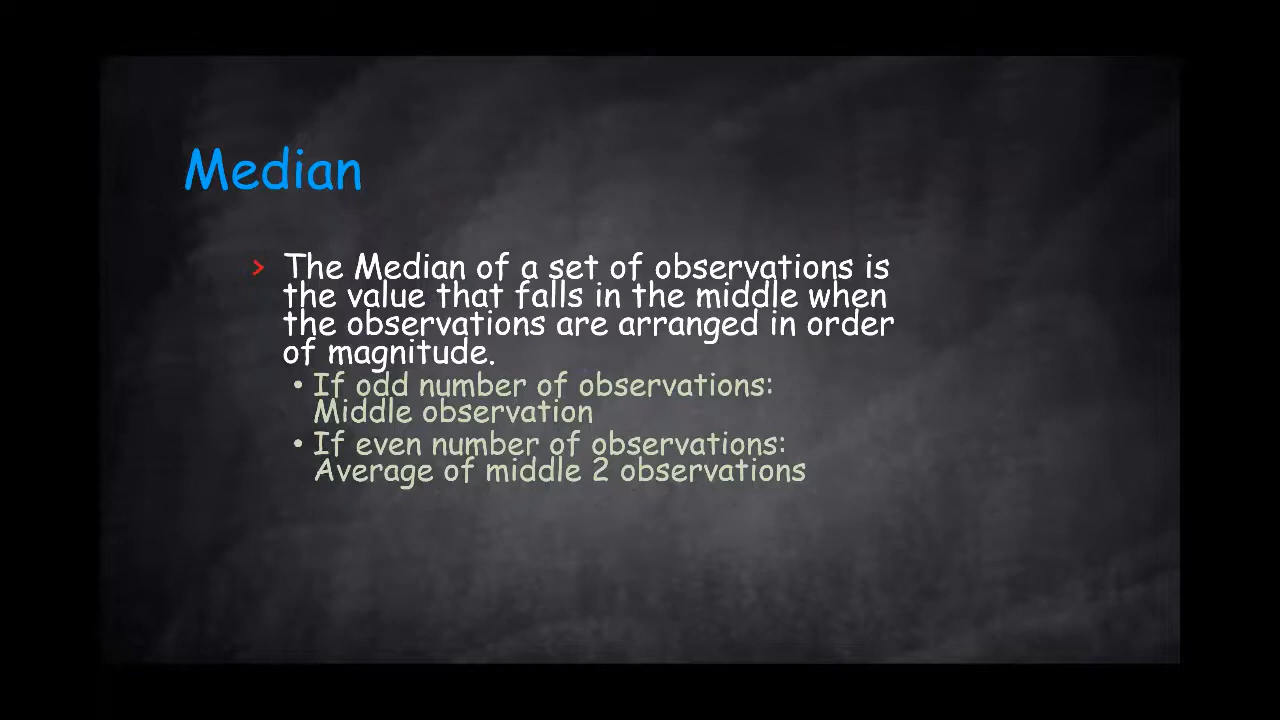 Median
> The Median of a set of observations is
the value that falls in the middle when
the observations are arranged in order
of magnitude.
• If odd number of observations:
Middle observation
• If even number of observations:
Average of middle 2 observations